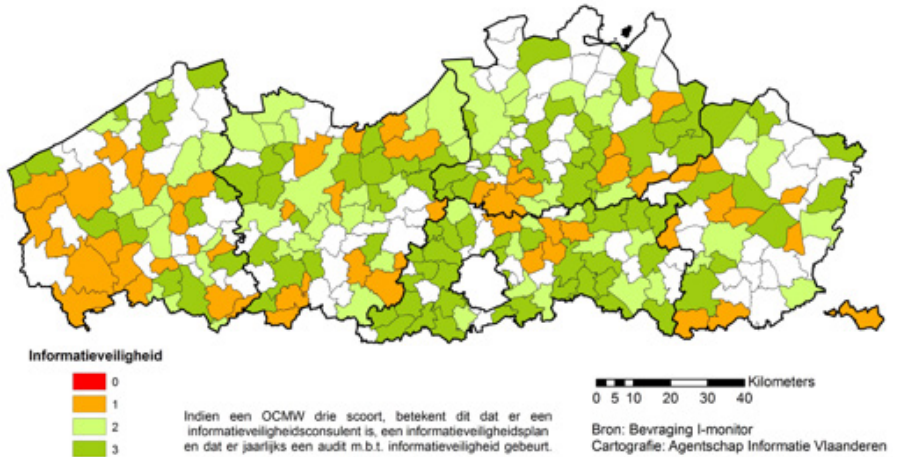 Informatieveiligheid
0
1
2
3
Indien een OCMW drie scoort, betekent dit dat er een
informatieveiligheidsconsulent is, een informatieveiligheidsplan
en dat er jaarlijks een audit m.b.t. informatieveiligheid gebeurt.
Kilometers
0 5 10 20 30 40
Bron: Bevraging I-monitor
Cartografie: Agentschap Informatie Vlaanderen